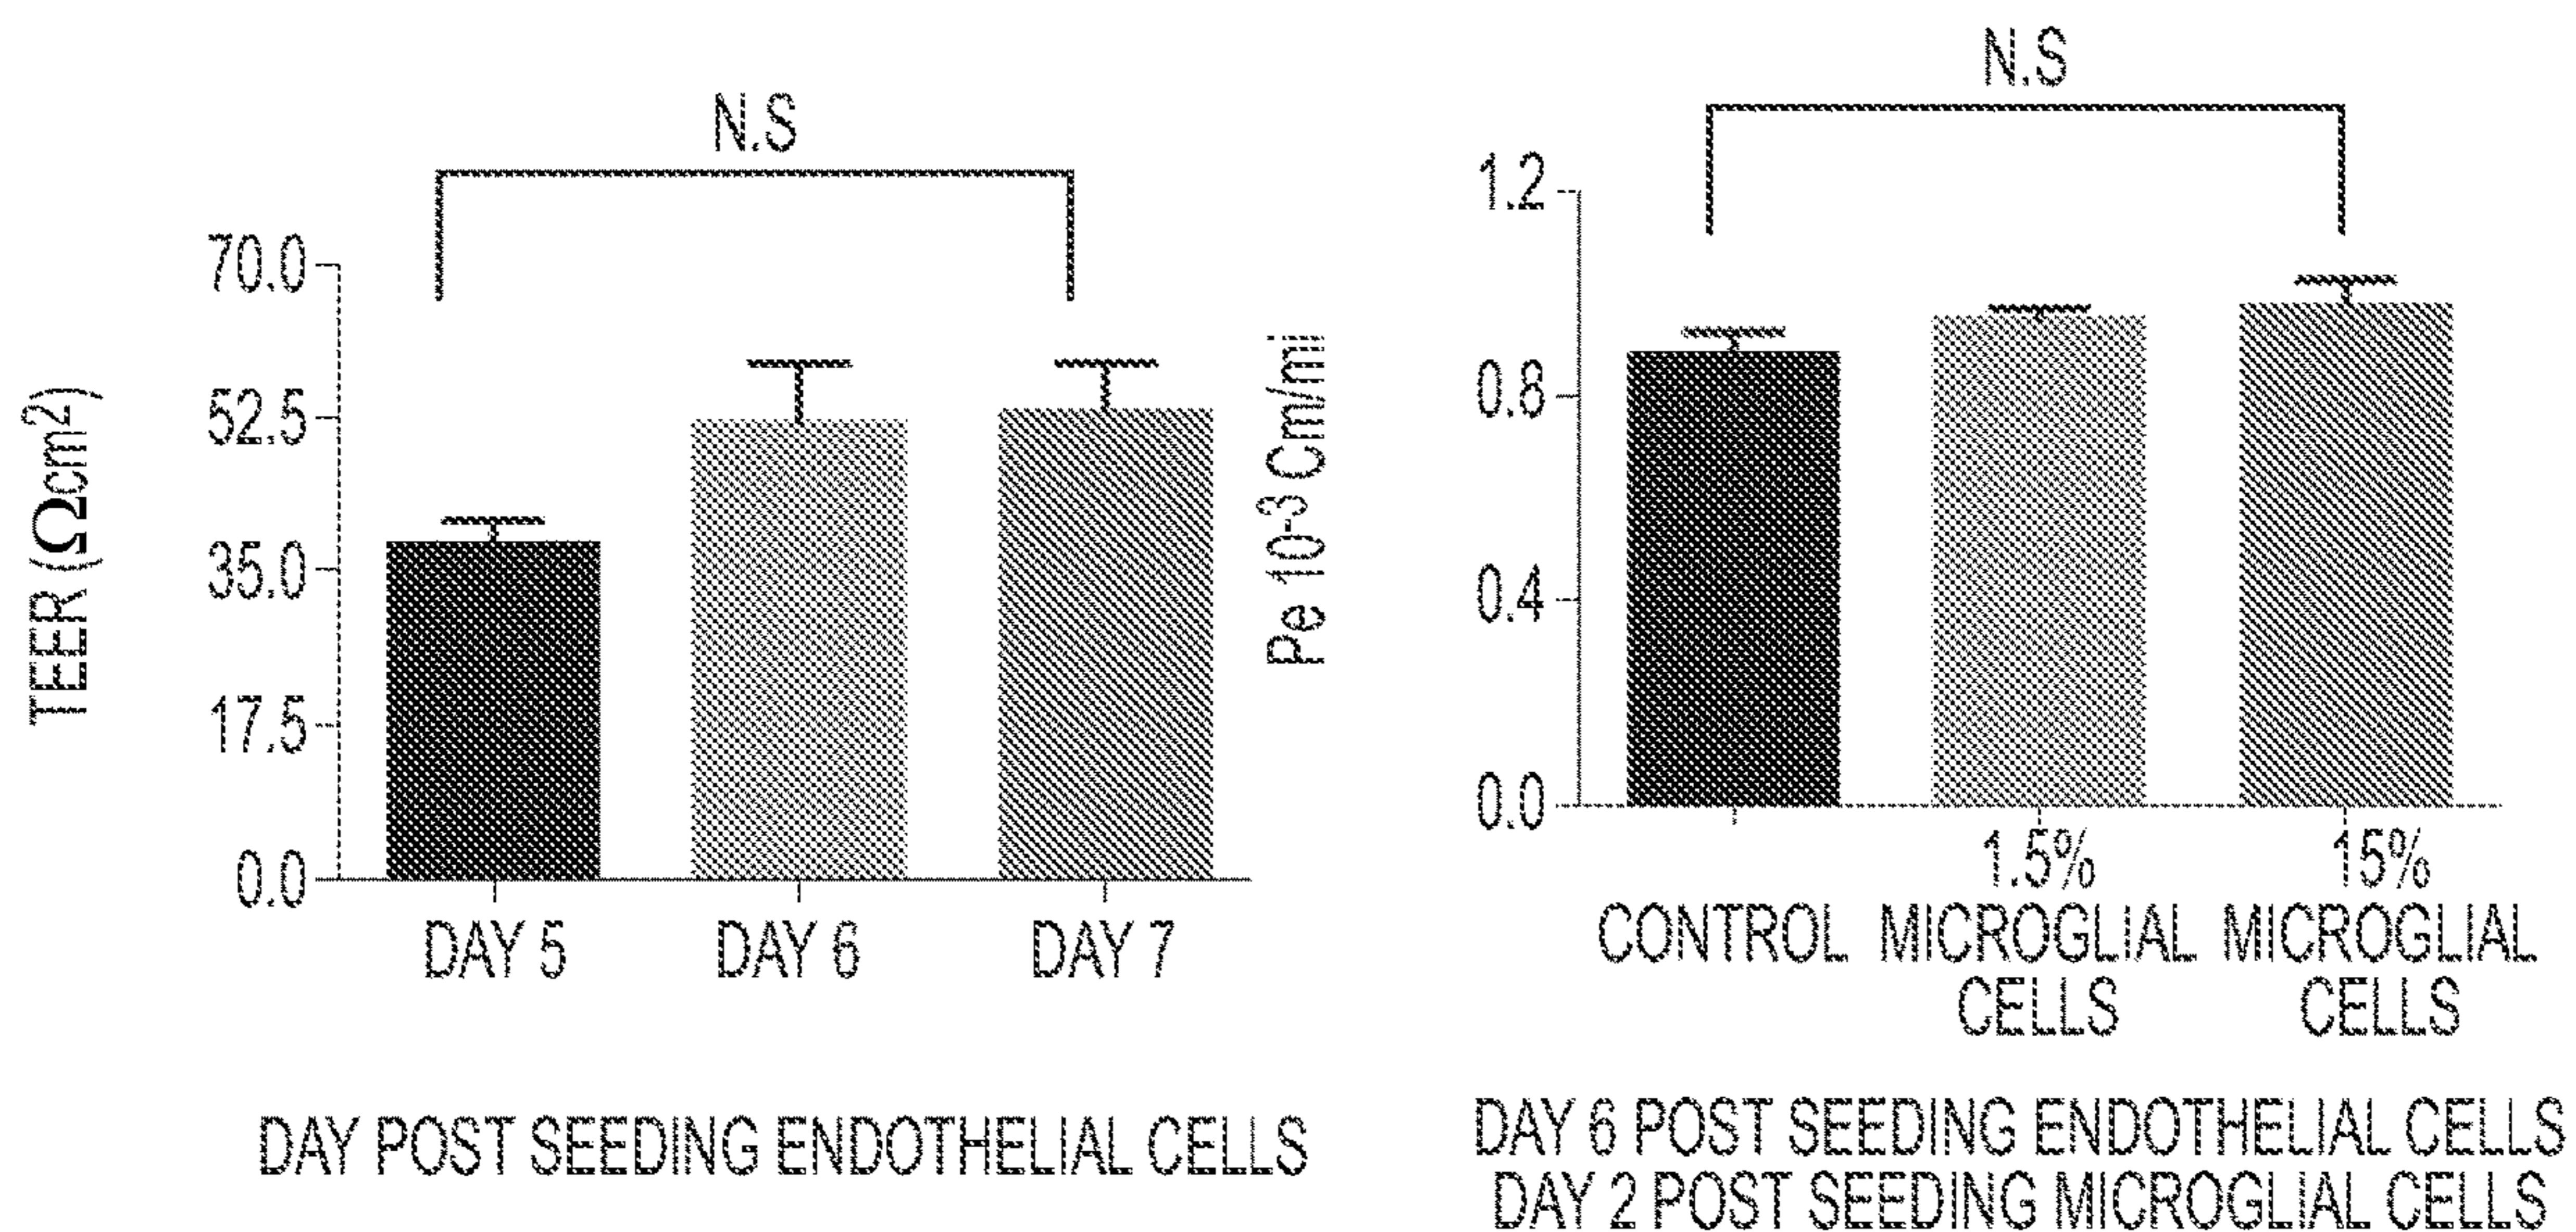 N.S
TEER (Ωcm²)
70.0
52.5
35.0
17.5
0.0
DAY 5 DAY 6 DAY 7
DAY POST SEEDING ENDOTHELIAL CELLS
N.S
Pe 10⁻³ Cm/mi
1.2
0.8
0.4
0.0
1.5% 15%
CONTROL MICROGLIAL MICROGLIAL
CELLS CELLS
DAY 6 POST SEEDING ENDOTHELIAL CELLS
DAY 2 POST SEEDING MICROGLIAL CELLS